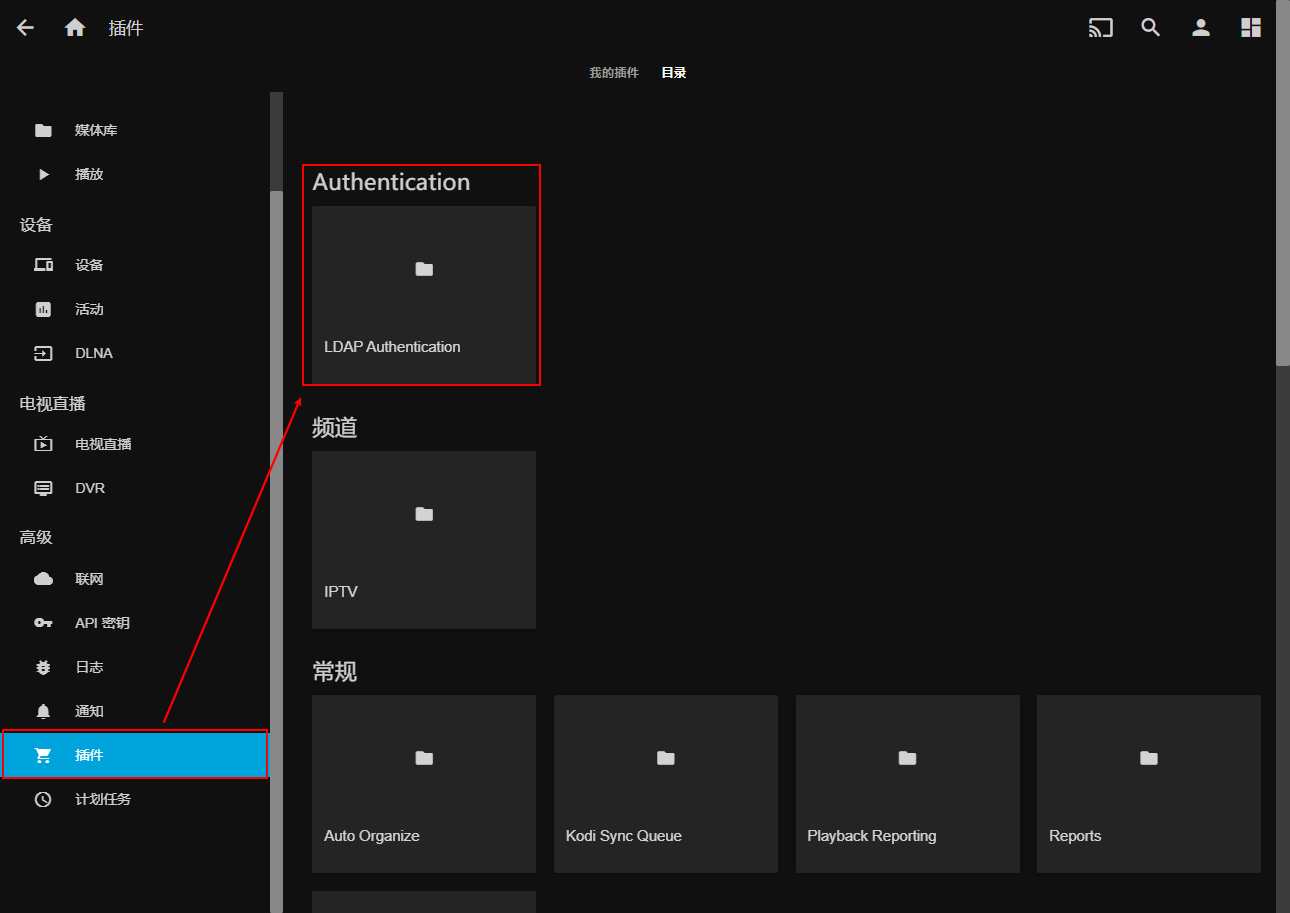 插件
我的插件 目录
媒体库
播放
设备
设备
活动
DLNA
电视直播
电视直播
DVR
高级
联网
API 密钥
日志
通知
插件
计划任务
Authentication
LDAP Authentication
频道
IPTV
常规
Auto Organize
Kodi Sync Queue
Playback Reporting
Reports